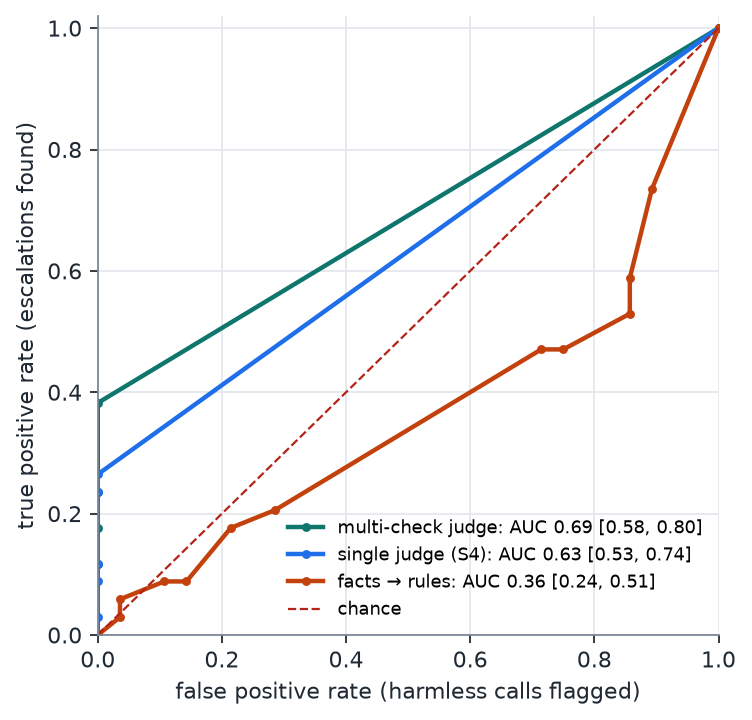 true positive rate (escalations found)
1.0
0.8
0.6
0.4
0.2
0.0
multi-check judge: AUC 0.69 [0.58, 0.80]
single judge (S4): AUC 0.63 [0.53, 0.74]
facts → rules: AUC 0.36 [0.24, 0.51]
chance
0.0 0.2 0.4 0.6 0.8 1.0
false positive rate (harmless calls flagged)